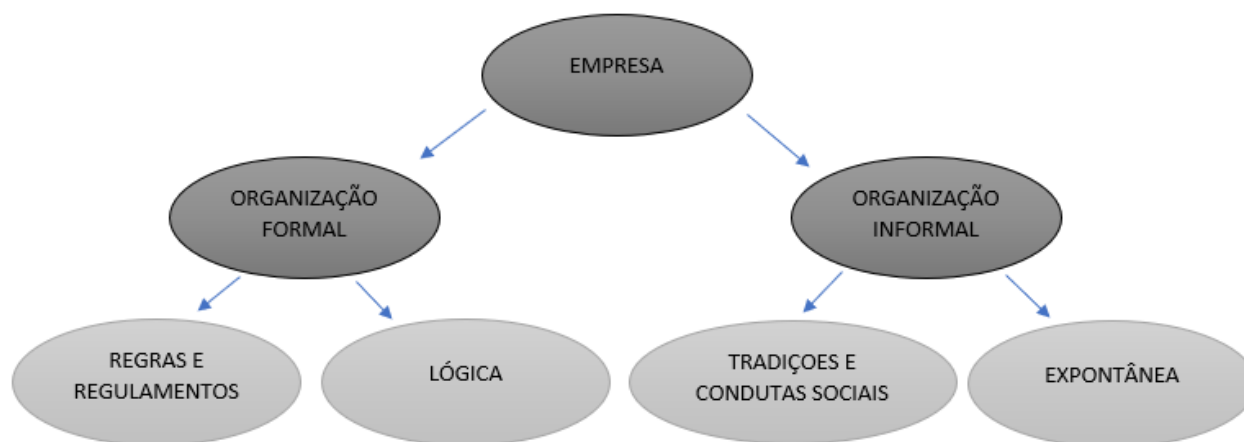 EMPRESA
ORGANIZAÇÃO
FORMAL
ORGANIZAÇÃO
INFORMAL
REGRAS E
REGULAMENTOS
LÓGICA
TRADIÇOES E
CONDUTAS SOCIAIS
EXPONTÂNEA